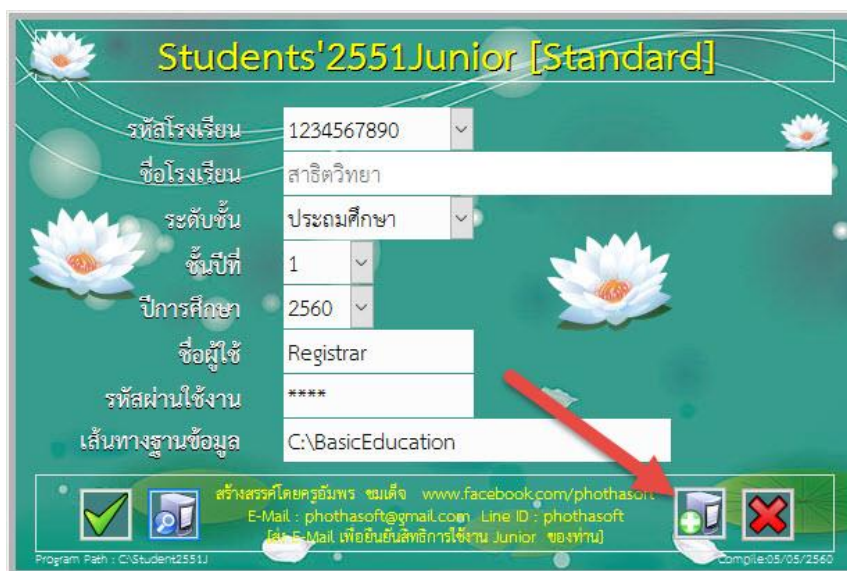 Students'2551Junior [Standard]
รหัสโรงเรียน 1234567890
ชื่อโรงเรียน สาธิตวิทยา
ระดับชั้น ประถมศึกษา
ชั้นปีที่ 1
ปีการศึกษา 2560
ชื่อผู้ใช้ Registrar
รหัสผ่านใช้งาน ****
เส้นทางฐานข้อมูล C:\BasicEducation
สร้างสรรค์โดยครูอัมพร ขมเด็จ www.facebook.com/phothasoft
E-Mail : phothasoft@gmail.com Line ID : phothasoft
[ส่ง E-Mail เพื่อยืนยันสิทธิการใช้งาน Junior ของท่าน]
Program Path : C:\Student2551J
Compile:05/05/2560